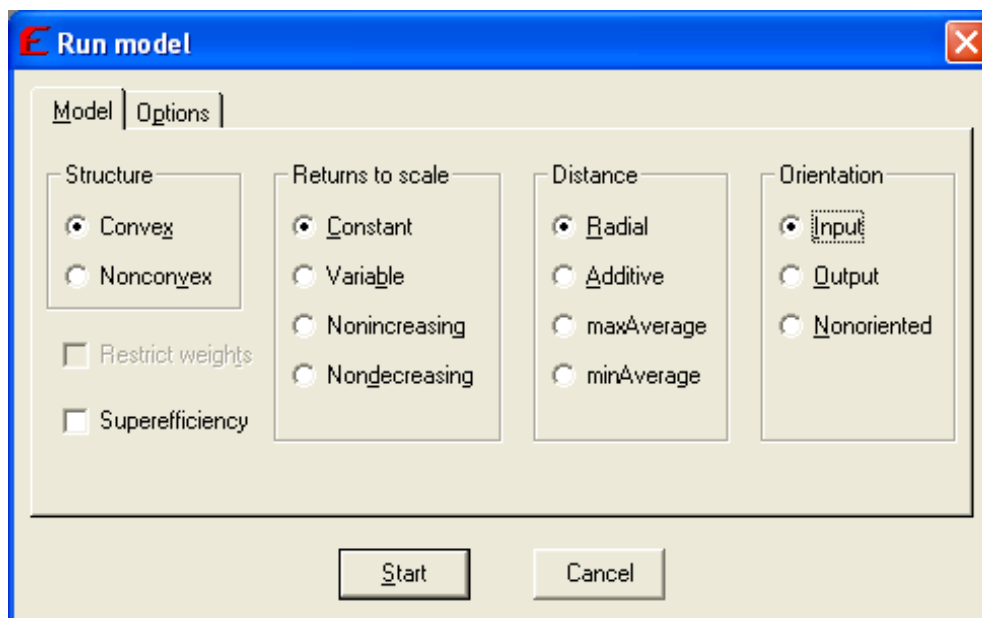 E Run model
Model Options
Structure
Convex
Nonconvex
Restrict weights
Superefficiency
Returns to scale
Constant
Variable
Nonincreasing
Nondecreasing
Distance
Radial
Additive
maxAverage
minAverage
Orientation
Input
Output
Nonoriented
Start Cancel